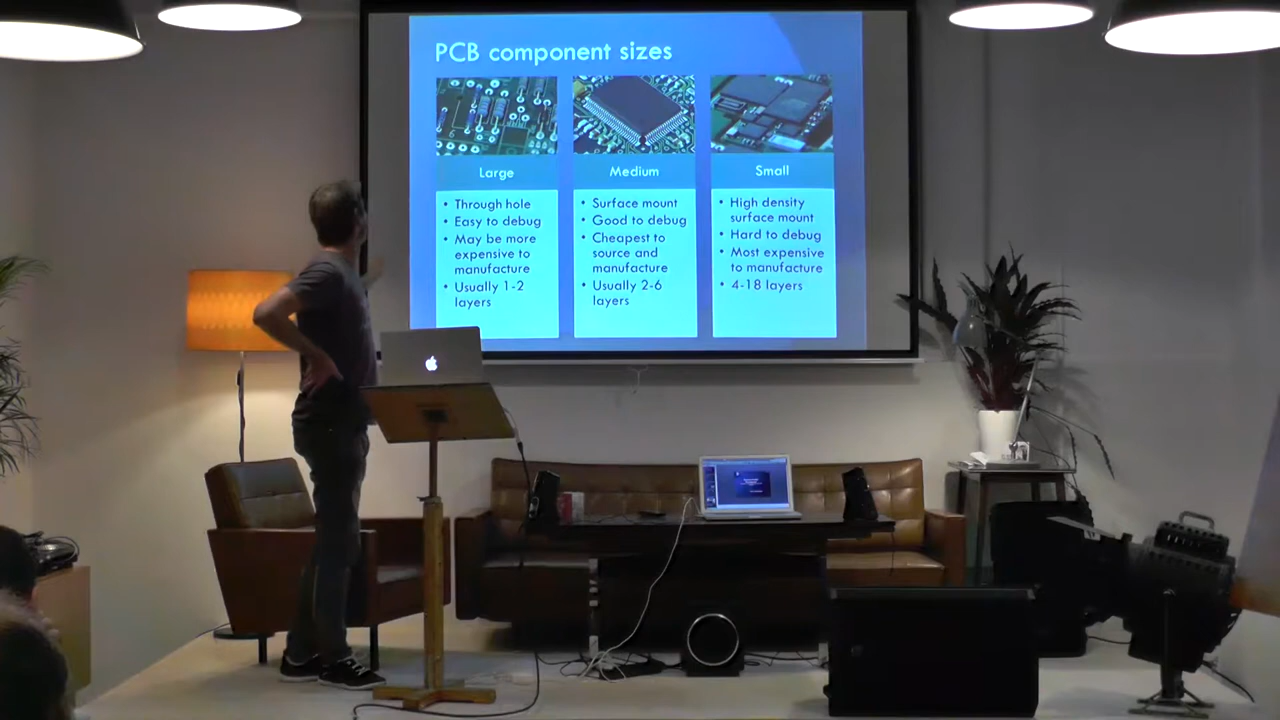 PCB component sizes
Large
• Through hole
• Easy to debug
• May be more
expensive to
manufacture
• Usually 1-2
layers
Medium
• Surface mount
• Good to debug
• Cheapest to
source and
manufacture
• Usually 2-6
layers
Small
• High density
surface mount
• Hard to debug
• Most expensive
to manufacture
• 4-18 layers